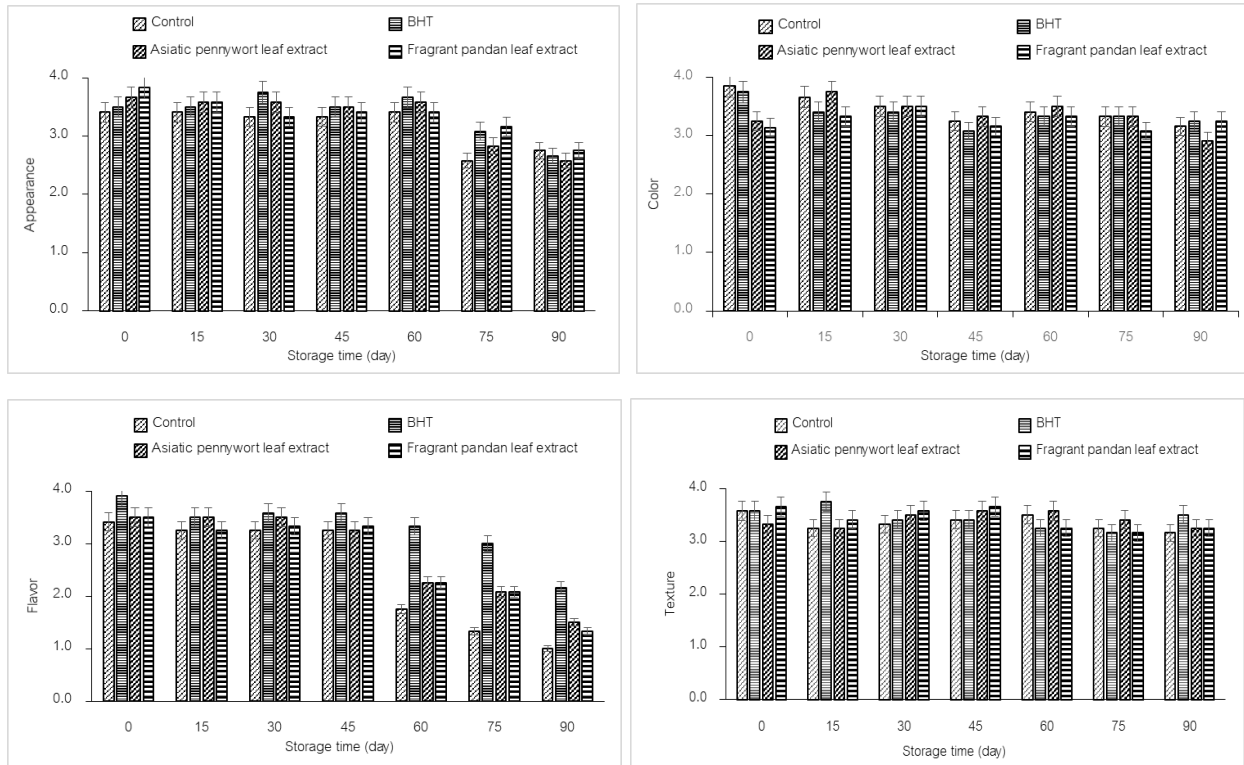 Control BHT
Asiatic pennywort leaf extract Fragrant pandan leaf extract
4.0
3.0
2.0
1.0
0.0
Appearance
0 15 30 45 60 75 90
Storage time (day)
Control BHT
Asiatic pennywort leaf extract Fragrant pandan leaf extract
4.0
3.0
2.0
1.0
0.0
Color
0 15 30 45 60 75 90
Storage time (day)
Control BHT
Asiatic pennywort leaf extract Fragrant pandan leaf extract
4.0
3.0
2.0
1.0
0.0
Flavor
0 15 30 45 60 75 90
Storage time (day)
Control BHT
Asiatic pennywort leaf extract Fragrant pandan leaf extract
4.0
3.0
2.0
1.0
0.0
Texture
0 15 30 45 60 75 90
Storage time (day)